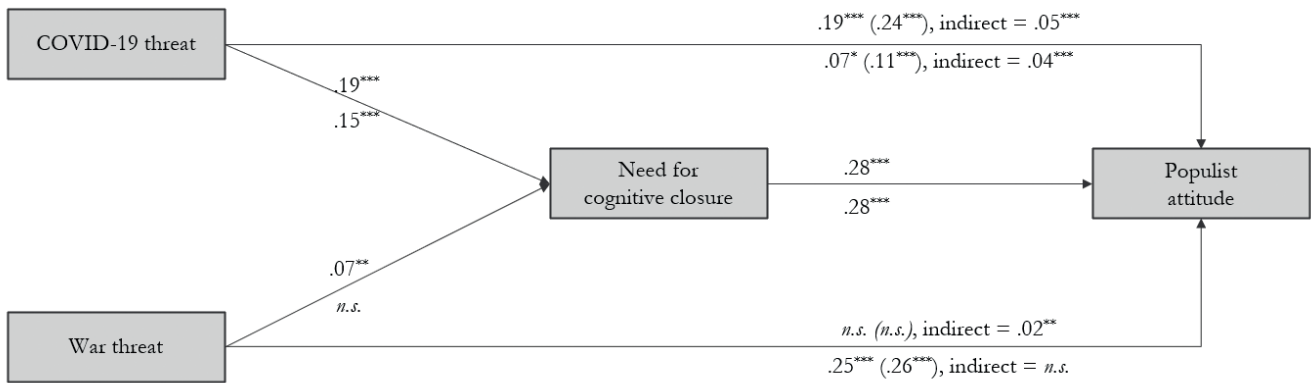 COVID-19 threat
.19*** (.24***), indirect = .05***
.07* (.11***), indirect = .04***
.19***
.15***
Need for
cognitive closure
.28***
.28***
Populist
attitude
.07**
n.s.
War threat
n.s. (n.s.), indirect = .02**
.25*** (.26***), indirect = n.s.